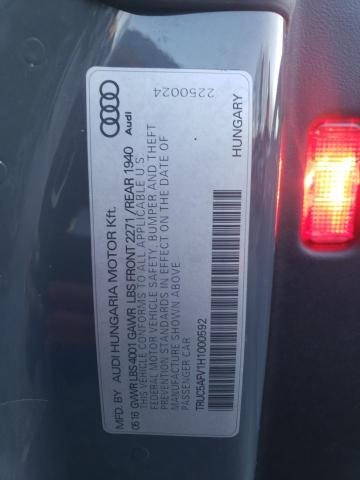 Audi
MFD. BY AUDI HUNGARIA MOTOR Kft.
05 16 GWVR LBS 4001 GAWR LBS FRONT 2271 /REAR 1940
THIS VEHICLE CONFORMS TO ALL APPLICABLE U.S.
FEDERAL MOTOR VEHICLE SAFETY, BUMPER AND THEFT
STANDARDS IN EFFECT ON THE DATE OF
MANUFACTURE SHOWN ABOVE.
PASSENGER CAR
TRUC5AFV1H1000592
HUNGARY
2250024